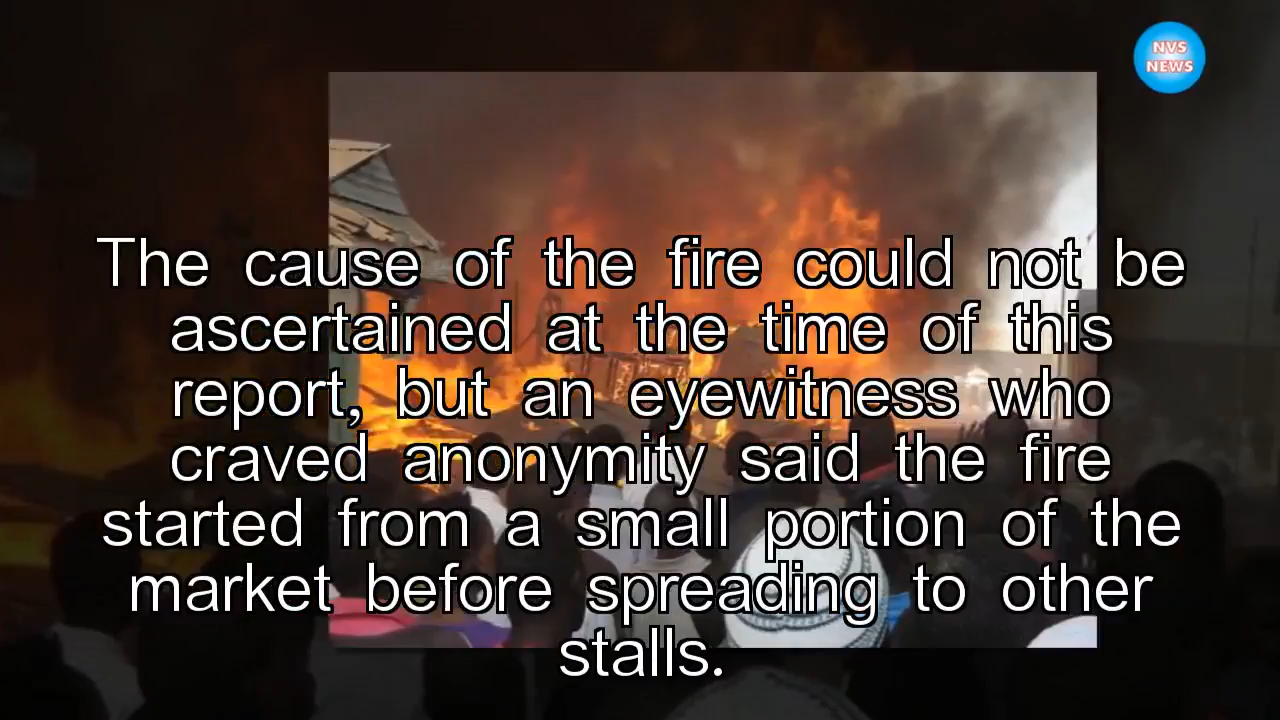 NVS
NEWS
The cause of the fire could not be
ascertained at the time of this
report, but an eyewitness who
craved anonymity said the fire
started from a small portion of the
market before spreading to other
stalls.